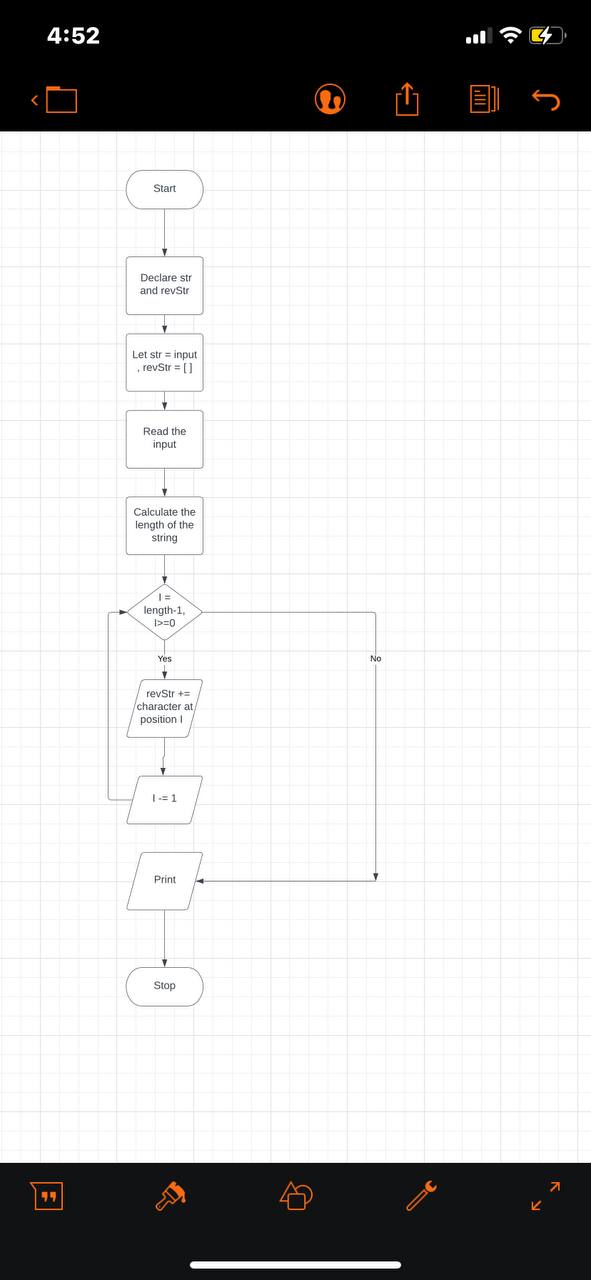 4:52
Start
Declare str
and revStr
Let str = input
, revStr = [ ]
Read the
input
Calculate the
length of the
string
I =
length-1,
I>=0
Yes
No
revStr +=
character at
position I
I -= 1
Print
Stop